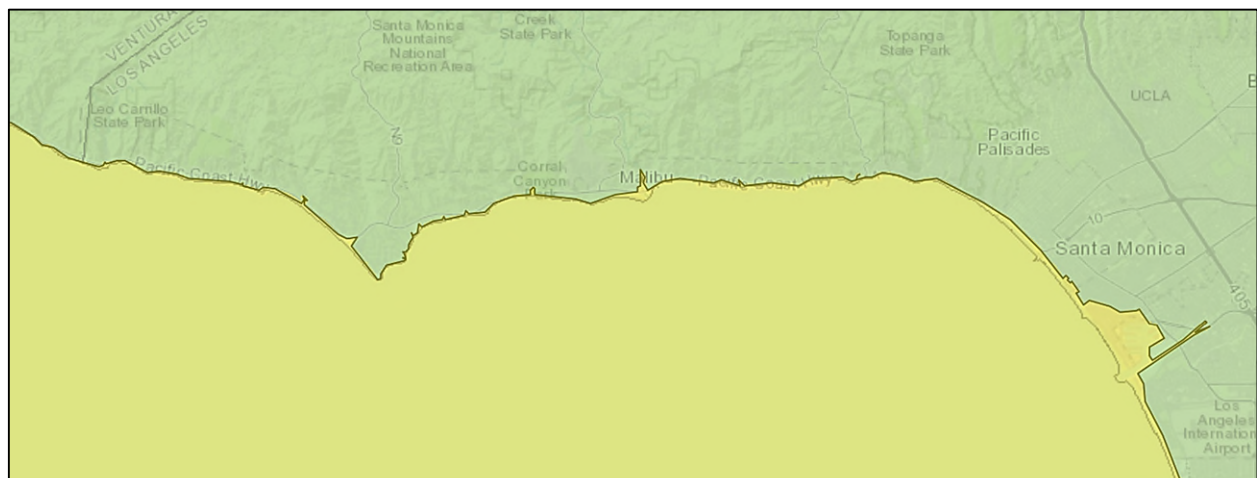 VENTURA
LOS ANGELES
Santa Monica
Mountains
National
Recreation Area
Creek
State Park
Topanga
State Park
UCLA
Leo Carrillo
State Park
Pacific
Palisades
Pacific Coast Hwy
Corral
Canyon
Park
Malibu
Pacific Coast Hwy
10
Santa Monica
405
Los
Angeles
Internation
Airport